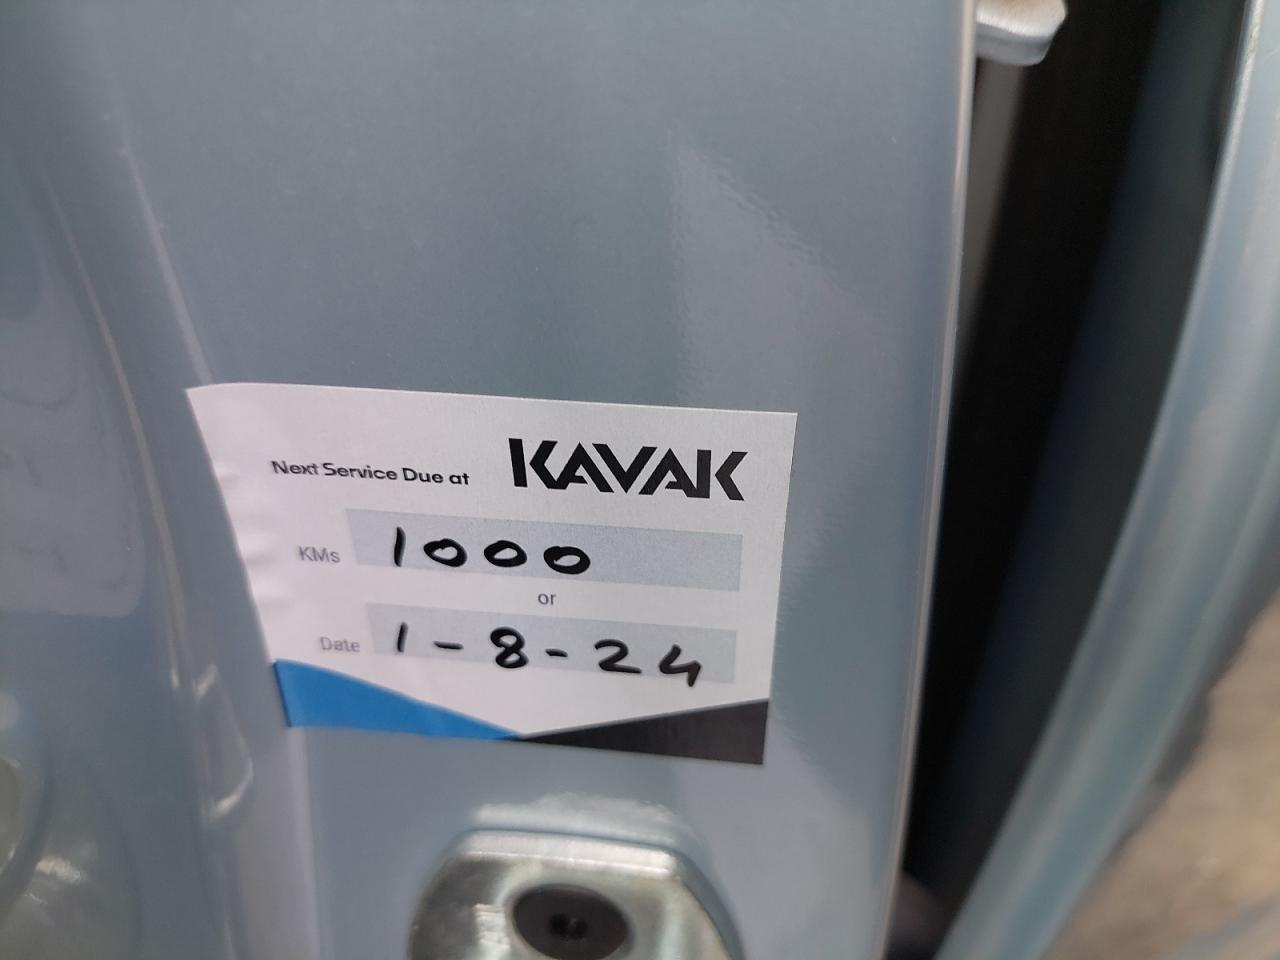 Next Service Due at KAVAK
KMs 1000
or
Date 1-8-24